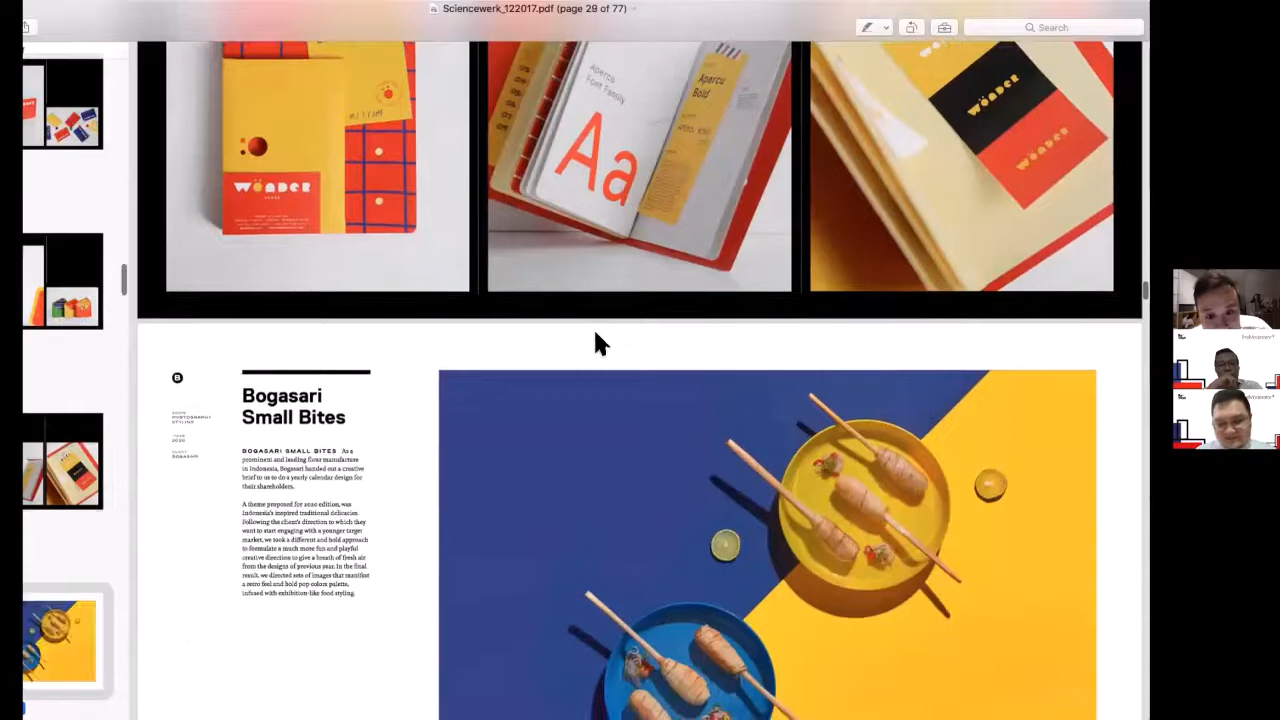 Sciencewerk_122017.pdf (page 29 of 77)
Search
WÖNDER
Apercu
Font Family
Aa
Apercu
Bold
WÖNDER
WÖNDER
B
Bogasari
Small Bites
PHOTOGRAPHY
STYLING
YEAR
2020
BOGASARI
BOGASARI SMALL BITES As a
prominent and leading flour manufacture
in Indonesia, Bogasari handed out a creative
brief to us to do a yearly calendar design for
their shareholders.
A theme proposed for 2020 edition, was
Indonesia's inspired traditional delicacies.
Following the client's direction to which they
want to start engaging with a younger target
market, we took a different and bold approach
to formulate a much more fun and playful
creative direction to give a breath of fresh air
from the designs of previous year. In the final
result, we directed sets of images that manifest
a retro feel and bold pop colors palette,
infused with exhibition-like food styling.